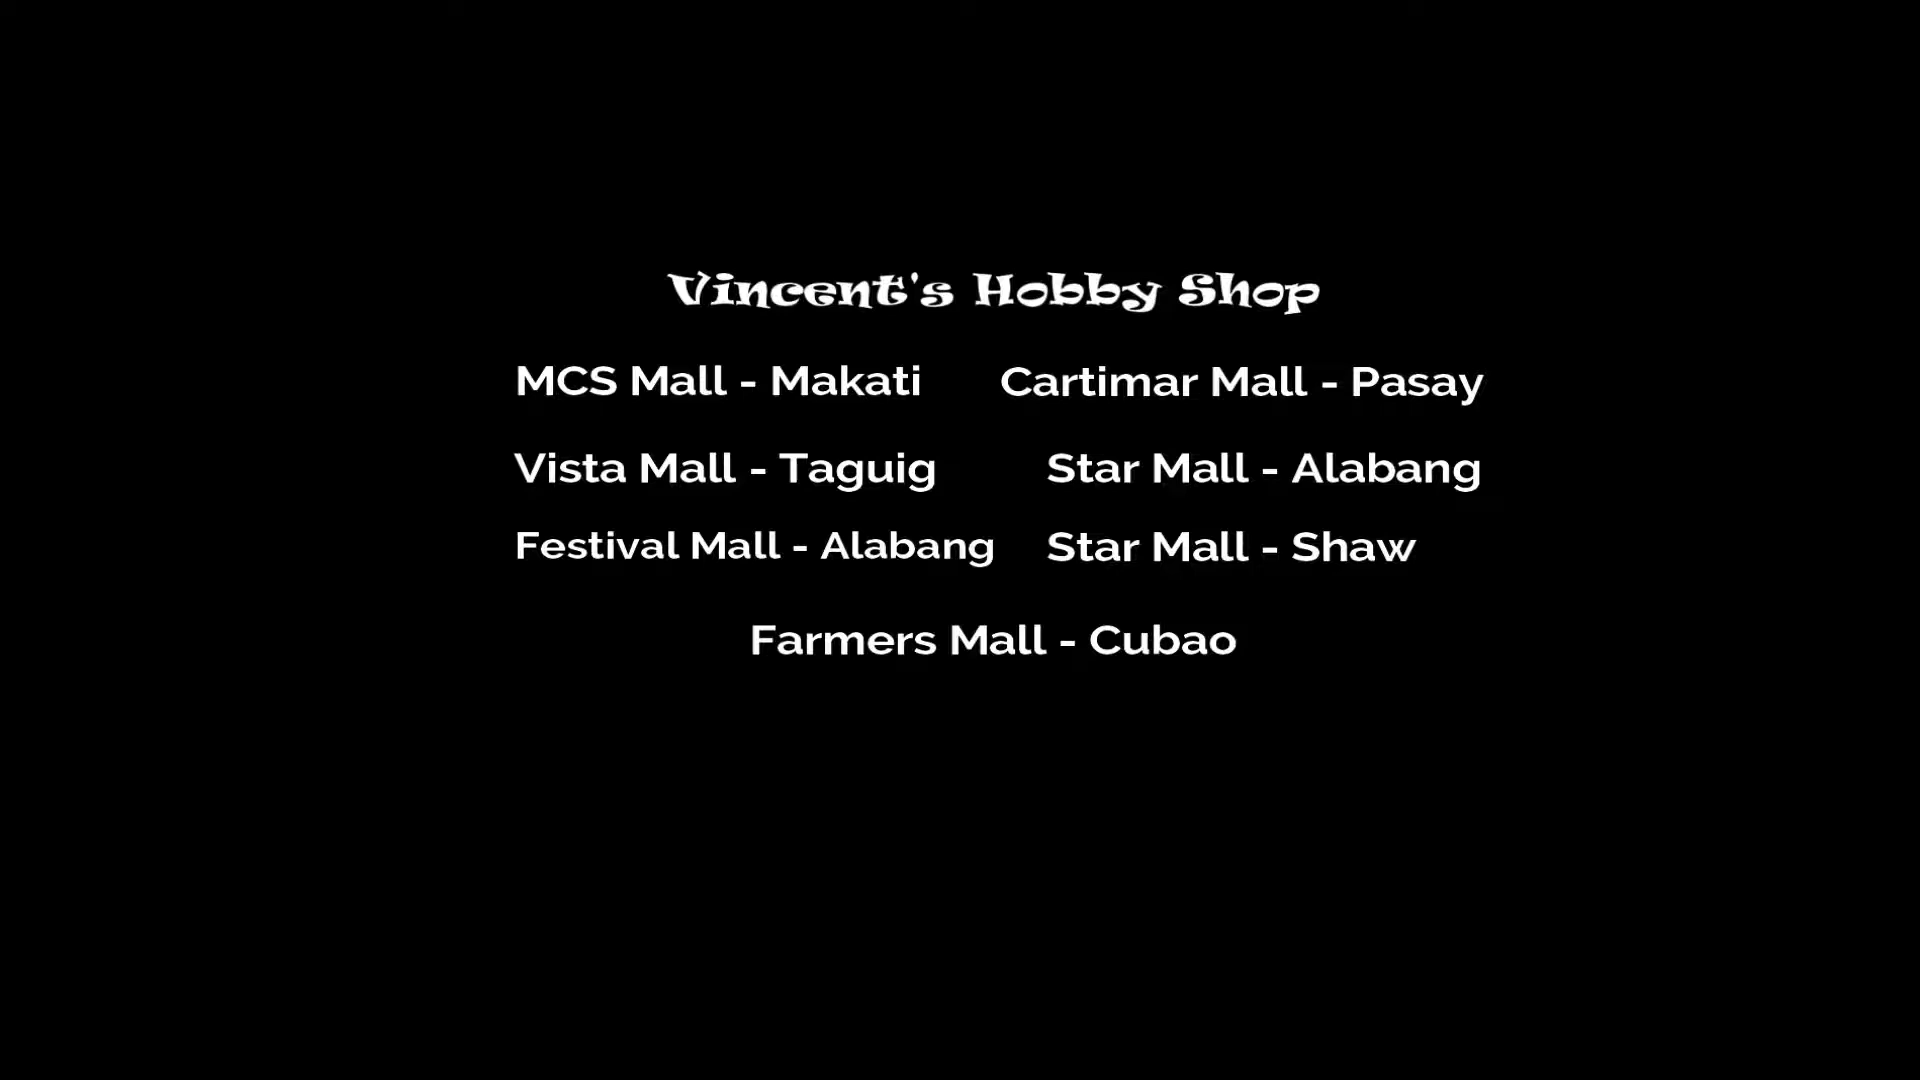 Vincent's Hobby Shop
MCS Mall - Makati
Cartimar Mall - Pasay
Vista Mall - Taguig
Star Mall - Alabang
Festival Mall - Alabang
Star Mall - Shaw
Farmers Mall - Cubao